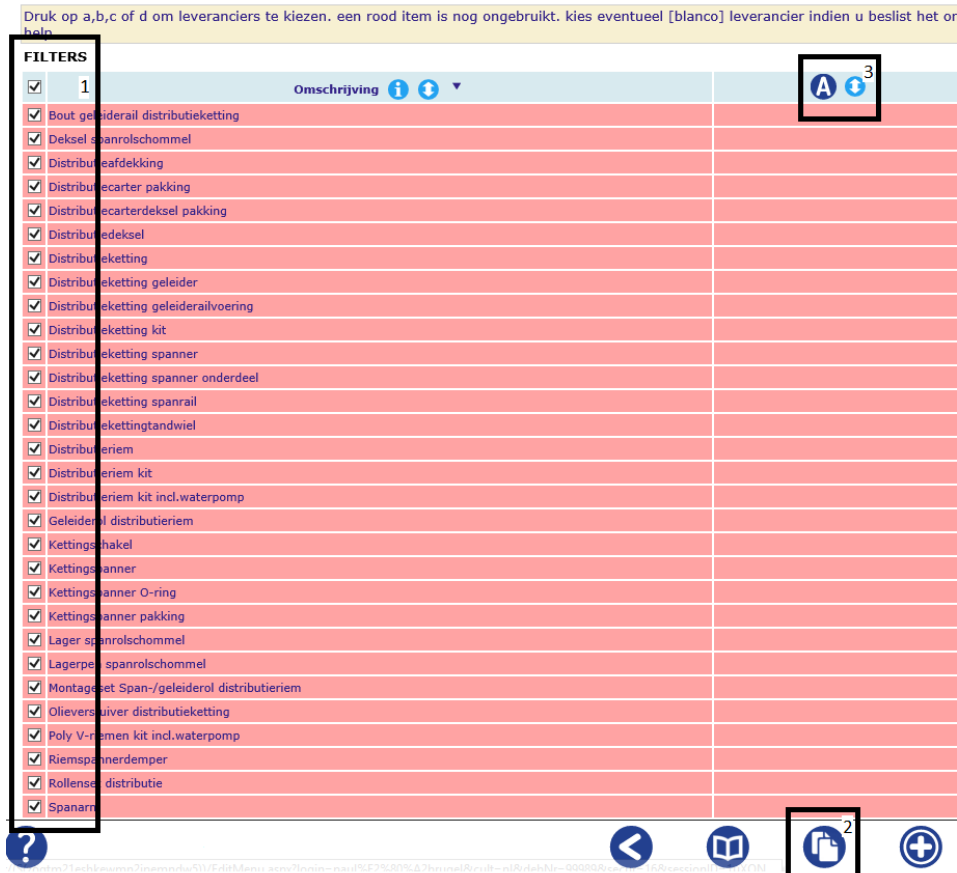 Druk op a,b,c of d om leveranciers te kiezen. een rood item is nog ongebruikt. kies eventueel [blanco] leverancier indien u beslist het
help
FILTERS
1 Omschrijving A 3
Bout geleiderail distributieketting
Deksel spanrolschommel
Distributieafdekking
Distributiecarter pakking
Distributiecarterdeksel pakking
Distributiedeksel
Distributieketting
Distributieketting geleider
Distributieketting geleiderailvoering
Distributieketting kit
Distributieketting spanner
Distributieketting spanner onderdeel
Distributieketting spanrail
Distributiekettingtandwiel
Distributieriem
Distributieriem kit
Distributieriem kit incl.waterpomp
Geleiderol distributieriem
Kettingschakel
Kettingspanner
Kettingspanner O-ring
Kettingspanner pakking
Lager spanrolschommel
Lagerpen spanrolschommel
Montageset Span-/geleiderol distributieriem
Olieverstuiver distributieketting
Poly V-riemen kit incl.waterpomp
Riemspannerdemper
Rollenset distributie
Spanarm
? 2